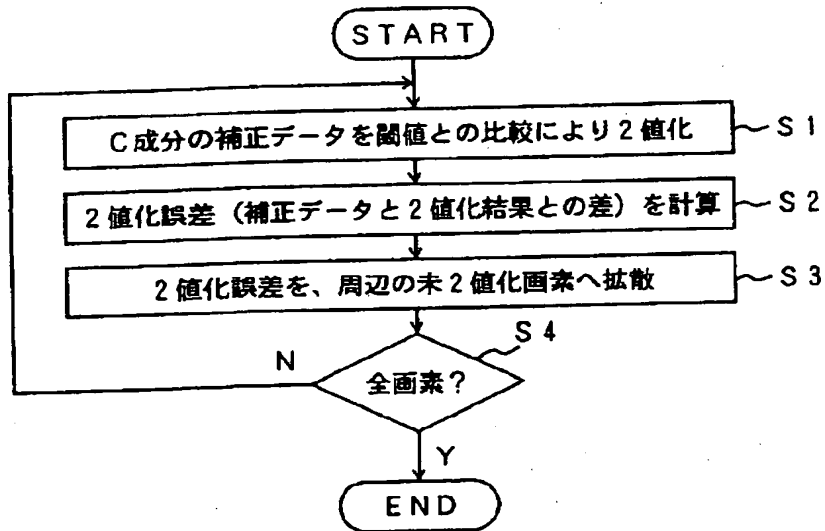 START
C成分の補正データを閾値との比較により2値化
S1
2値化誤差(補正データと2値化結果との差)を計算
S2
2値化誤差を、周辺の未2値化画素へ拡散
S3
S4
N
全画素?
Y
END